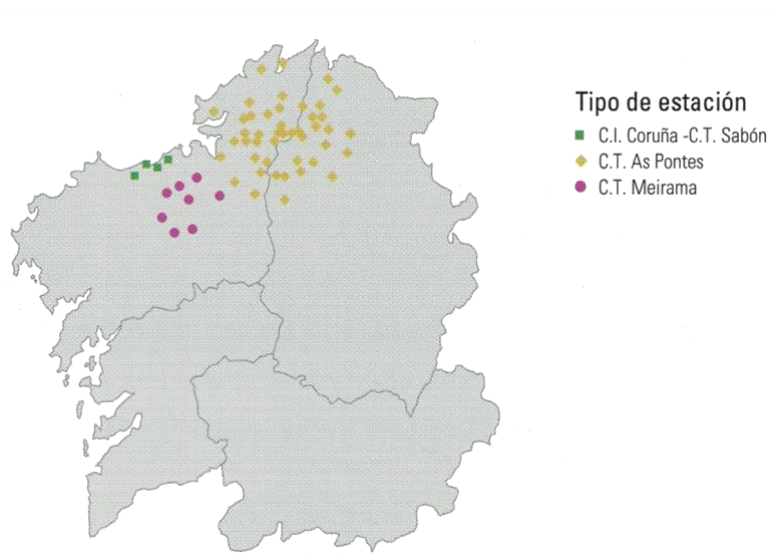 Tipo de estación
C.I. Coruña -C.T. Sabón
C.T. As Pontes
C.T. Meirama